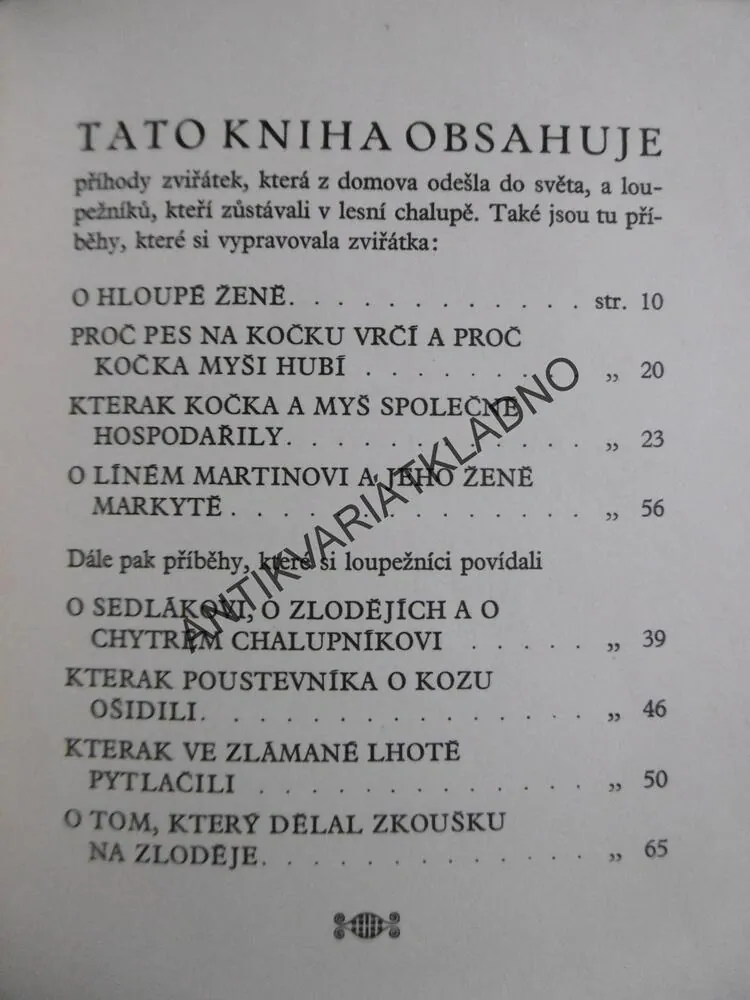 TATO KNIHA OBSAHUJE
příhody zviřátek, která z domova odešla do světa, a lou-
pežníků, kteří zůstávali v lesní chalupě. Také jsou tu pří-
běhy, které si vypravovala zviřátka:
O HLOUPÉ ŽENĚ. . . . . . . . . . . . . . str. 10
PROČ PES NA KOČKU VRČÍ A PROČ
KOČKA MYŠI HUBÍ . . . . . . . . . „ 20
KTERAK KOČKA A MYŠ SPOLEČNĚ
HOSPODAŘILY. . . . . . . . . . . . „ 23
O LÍNÉM MARTINOVI A JEHO ŽENĚ
MARKYTĚ . . . . . . . . . . . . . . „ 56
Dále pak příběhy, které si loupežníci povídali
O SEDLÁKOVI, O ZLODĚJÍCH A O
CHYTRÉM CHALUPNÍKOVI . . . . . „ 39
KTERAK POUSTEVNÍKA O KOZU
OŠIDILI. . . . . . . . . . . . . . . „ 46
KTERAK VE ZLÁMANÉ LHOTĚ
PYTLAČILI . . . . . . . . . . . . . „ 50
O TOM, KTERÝ DĚLAL ZKOUŠKU
NA ZLODĚJE. . . . . . . . . . . . . „ 65
ANTIKVARIATKLADNO